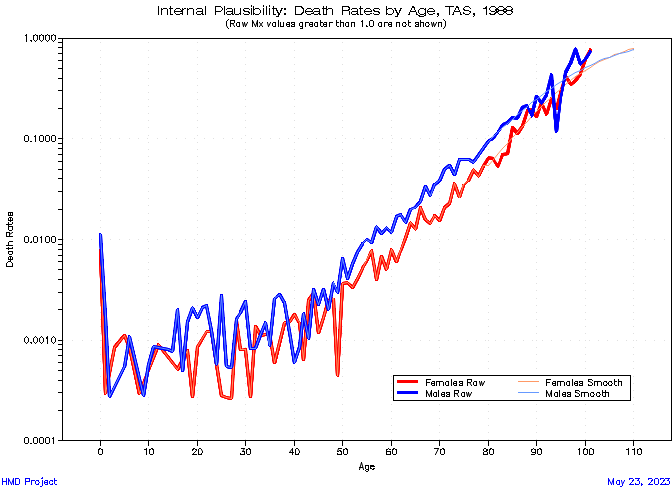 Internal Plausibility: Death Rates by Age, TAS, 1988
(Raw Mx values greater than 1.0 are not shown)
1.0000
0.1000
0.0100
0.0010
0.0001
Death Rates
0 10 20 30 40 50 60 70 80 90 100 110
Age
Females Raw Females Smooth
Males Raw Males Smooth
HMD Project May 23, 2023